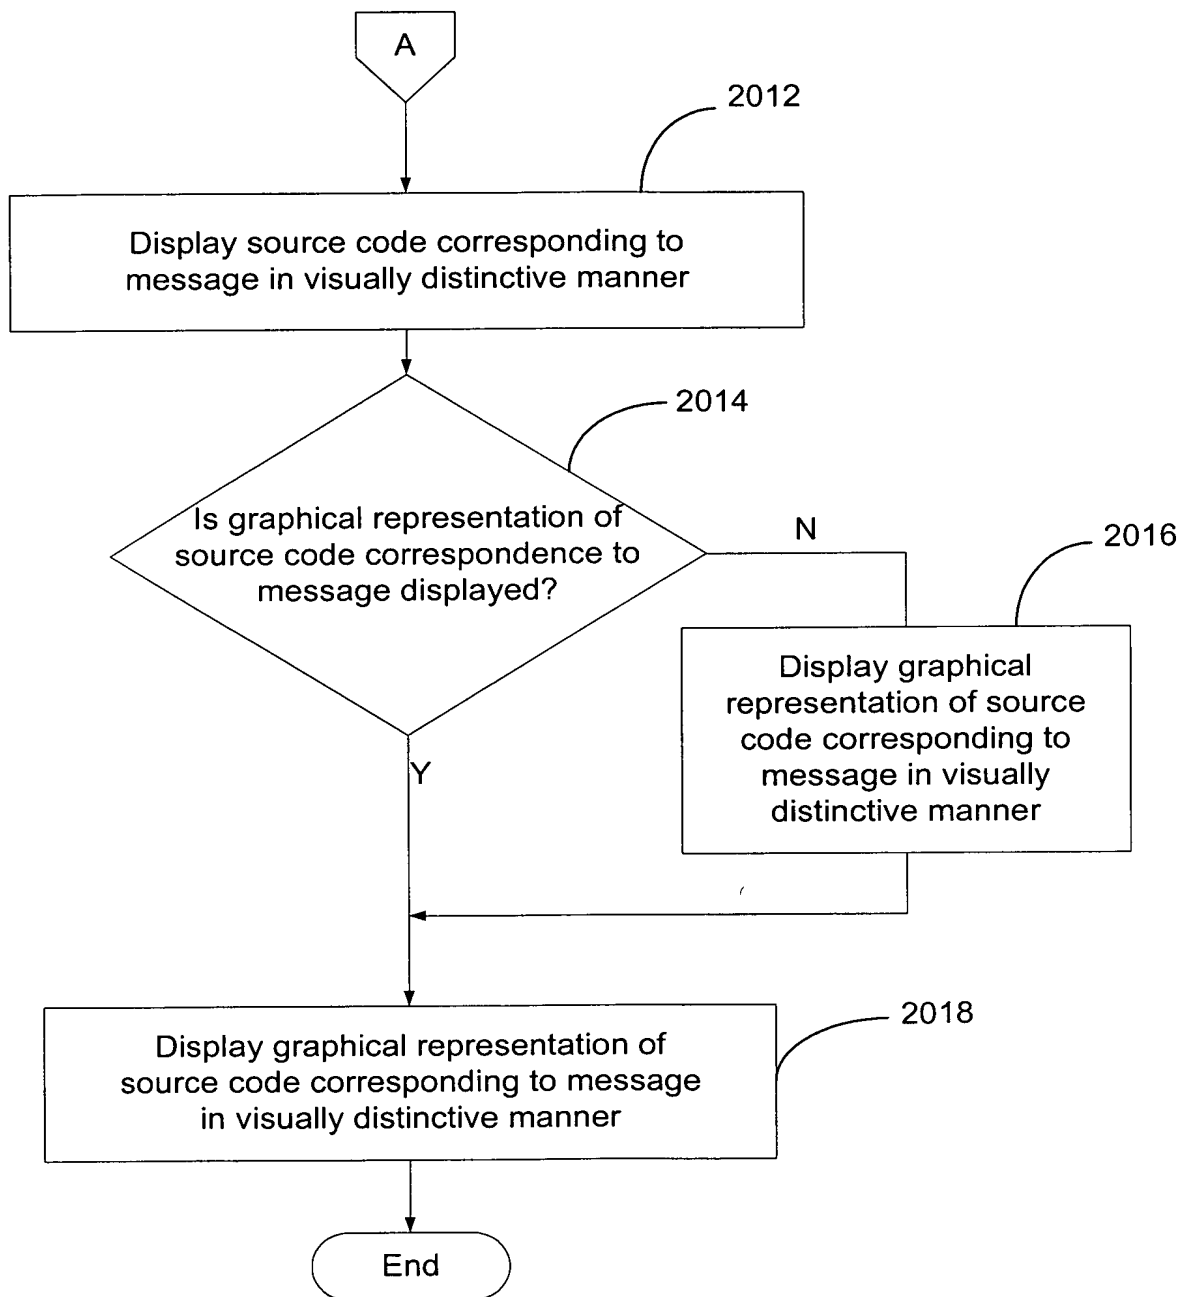 A
2012
Display source code corresponding to
message in visually distinctive manner
2014
Is graphical representation of
source code correspondence to
message displayed?
N
2016
Display graphical
representation of source
code corresponding to
message in visually
distinctive manner
Y
2018
Display graphical representation of
source code corresponding to message
in visually distinctive manner
End